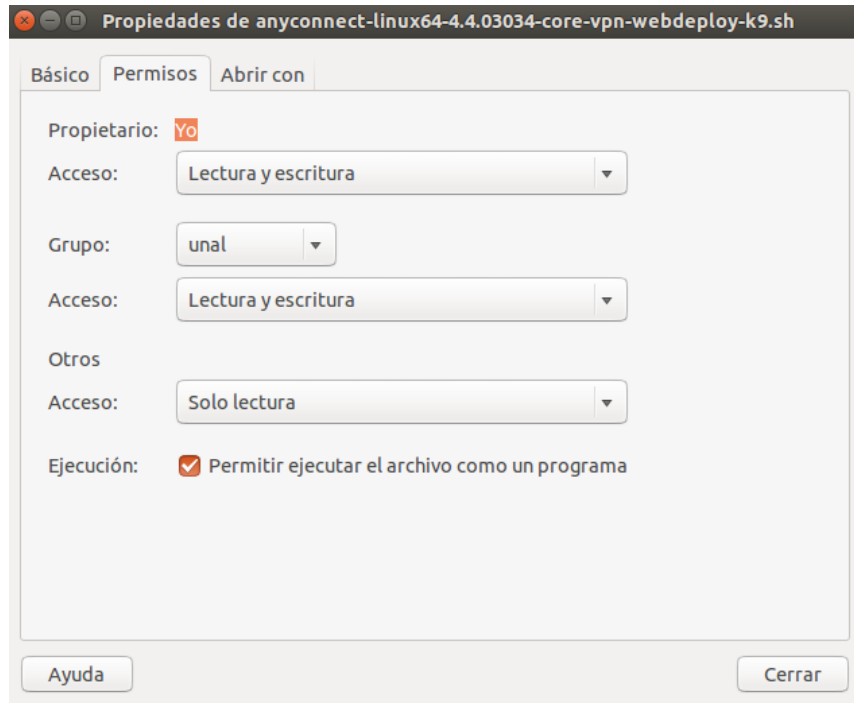 Propiedades de anyconnect-linux64-4.4.03034-core-vpn-webdeploy-k9.sh
Básico Permisos Abrir con
Propietario: Yo
Acceso: Lectura y escritura
Grupo: unal
Acceso: Lectura y escritura
Otros
Acceso: Solo lectura
Ejecución: Permitir ejecutar el archivo como un programa
Ayuda Cerrar